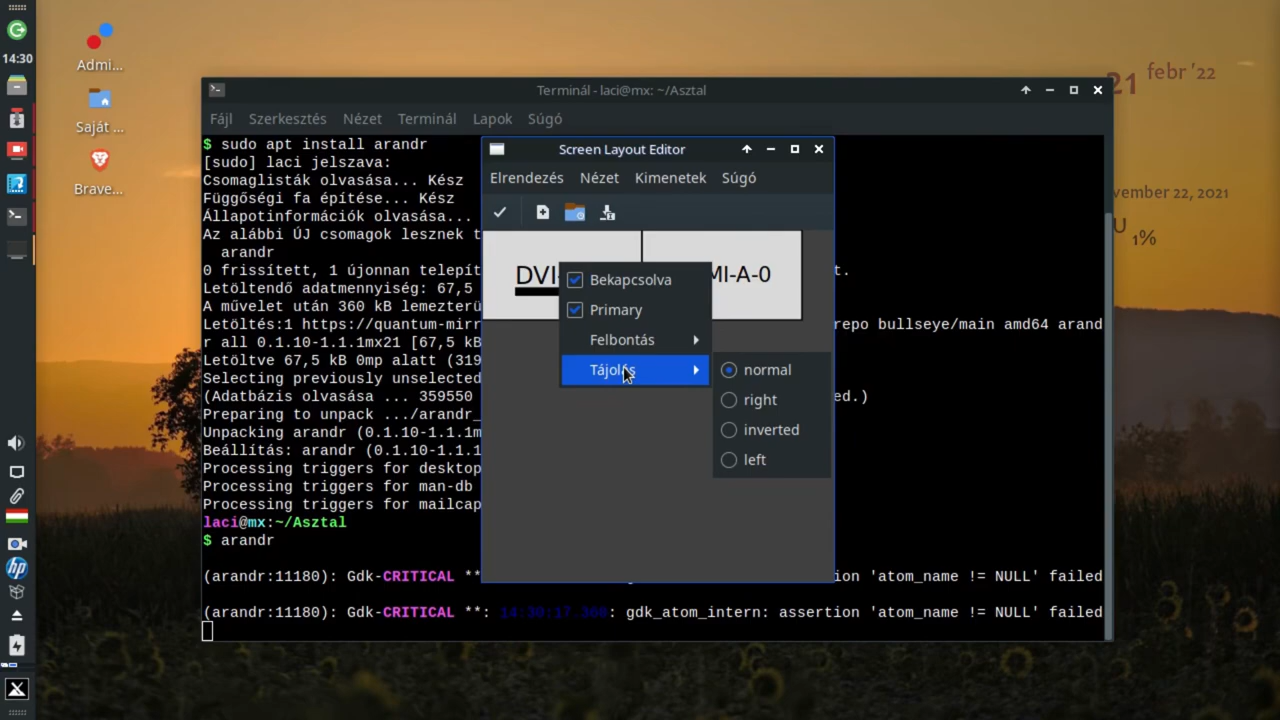 14:30
Admi...
Saját ...
Brave...
21 febr '22
vember 22, 2021
U
1%
Terminál - laci@mx: ~/Asztal
Fájl Szerkesztés Nézet Terminál Lapok Súgó
$ sudo apt install arandr
[sudo] laci jelszava:
Csomaglisták olvasása... Kész
Függőségi fa építése... Kész
Állapotinformációk olvasása...
Az alábbi ÚJ csomagok lesznek t
arandr
0 frissített, 1 újonnan telepít t.
Letöltendő adatmennyiség: 67,5
A művelet után 360 kB lemezterü
Letöltés:1 https://quantum-mirr repo bullseye/main amd64 arand
r all 0.1.10-1.1.1mx21 [67,5 kB
Letöltve 67,5 kB 0mp alatt (319
Selecting previously unselected
(Adatbázis olvasása ... 359550 ed.)
Preparing to unpack .../arandr_
Unpacking arandr (0.1.10-1.1.1m
Beállítás: arandr (0.1.10-1.1.1
Processing triggers for desktop
Processing triggers for man-db
Processing triggers for mailcap
laci@mx:~/Asztal
$ arandr
(arandr:11180): Gdk-CRITICAL ** ion 'atom_name != NULL' failed
(arandr:11180): Gdk-CRITICAL **: : gdk_atom_intern: assertion 'atom_name != NULL' failed
Screen Layout Editor
Elrendezés Nézet Kimenetek Súgó
DVI- MI-A-0
Bekapcsolva
Primary
Felbontás
Tájolás
normal
right
inverted
left
hp